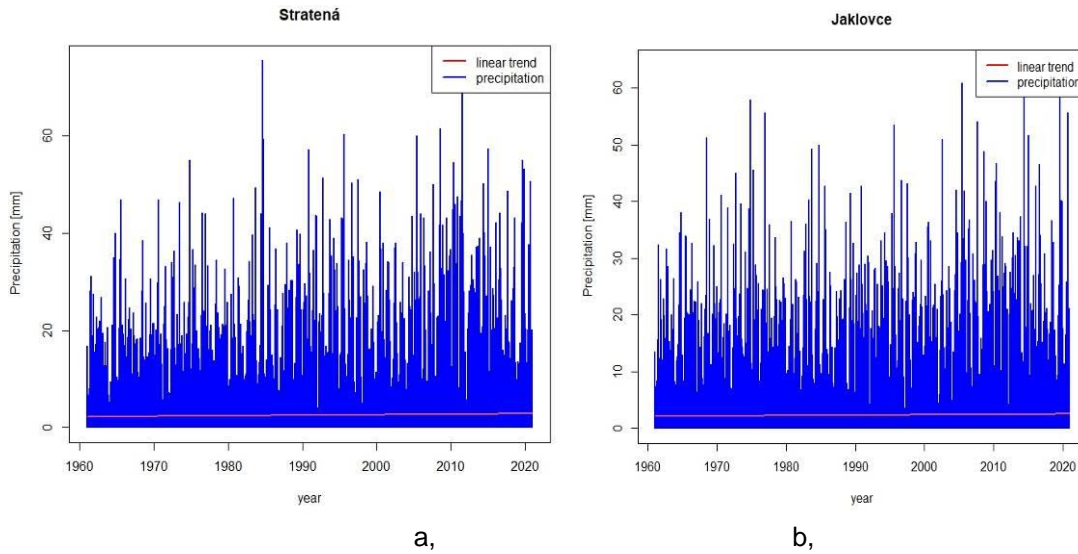 Stratená
linear trend
precipitation
Precipitation [mm]
0
20
40
60
1960
1970
1980
1990
2000
2010
2020
year
a,
Jaklovce
linear trend
precipitation
Precipitation [mm]
0
10
20
30
40
50
60
1960
1970
1980
1990
2000
2010
2020
year
b,